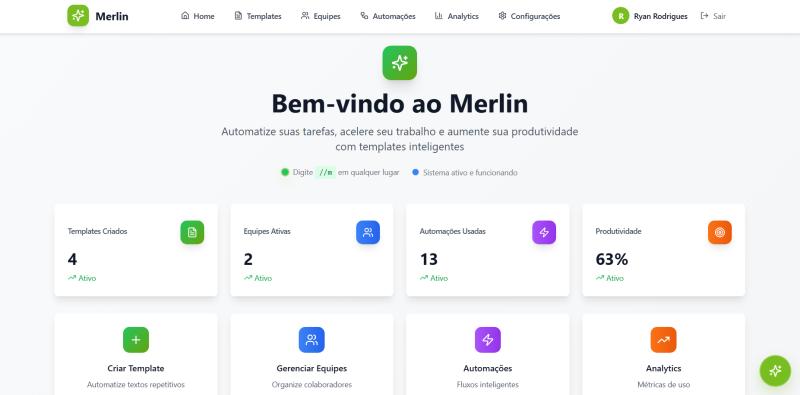 Merlin
Home Templates Equipes Automações Analytics Configurações
R Ryan Rodrigues Sair
Bem-vindo ao Merlin
Automatize suas tarefas, acelere seu trabalho e aumente sua produtividade
com templates inteligentes
Digite //m em qualquer lugar Sistema ativo e funcionando
Templates Criados
4
Ativo
Equipes Ativas
2
Ativo
Automações Usadas
13
Ativo
Produtividade
63%
Ativo
Criar Template
Automatize textos repetitivos
Gerenciar Equipes
Organize colaboradores
Automações
Fluxos inteligentes
Analytics
Métricas de uso